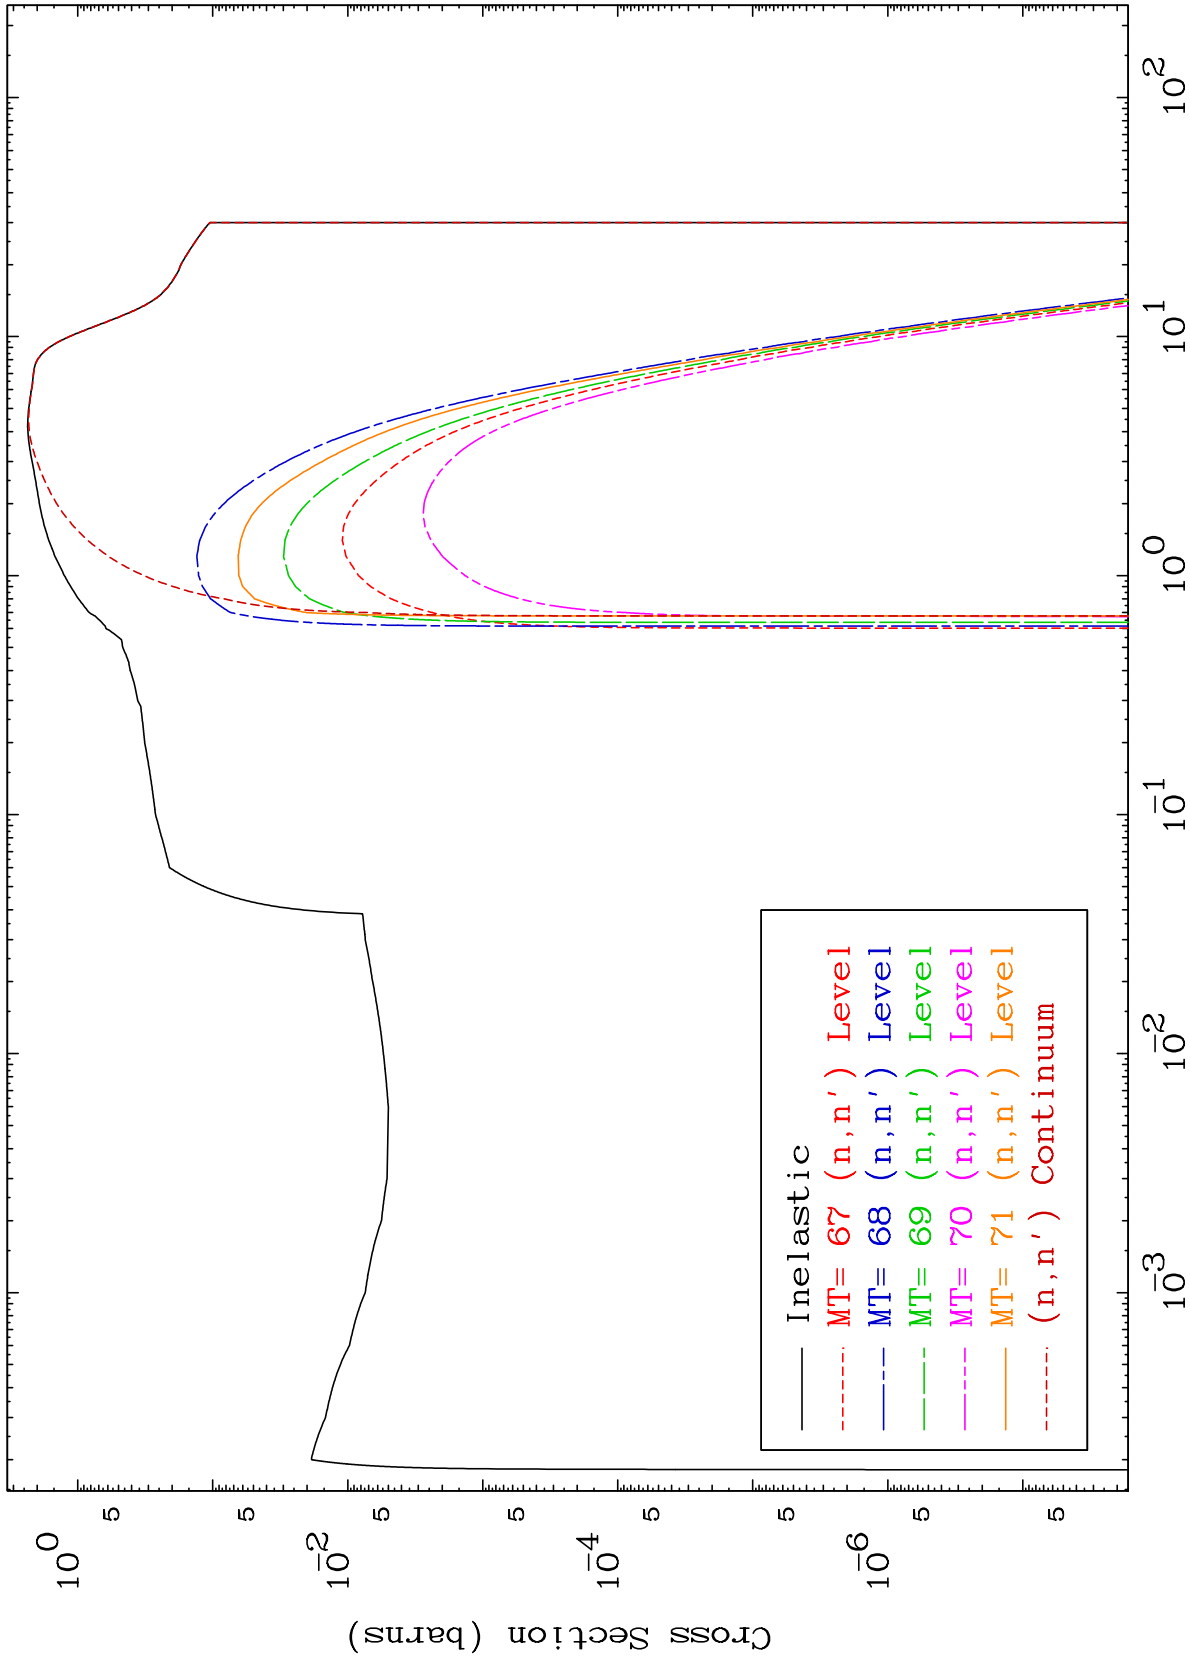 Cross Section (barns)
10^0
5
5
10^-2
5
5
10^-4
5
5
10^-6
5
Inelastic
MT= 67 (n,n') Level
MT= 68 (n,n') Level
MT= 69 (n,n') Level
MT= 70 (n,n') Level
MT= 71 (n,n') Level
(n,n') Continuum
10^-3
10^-2
10^-1
10^0
10^1
10^2